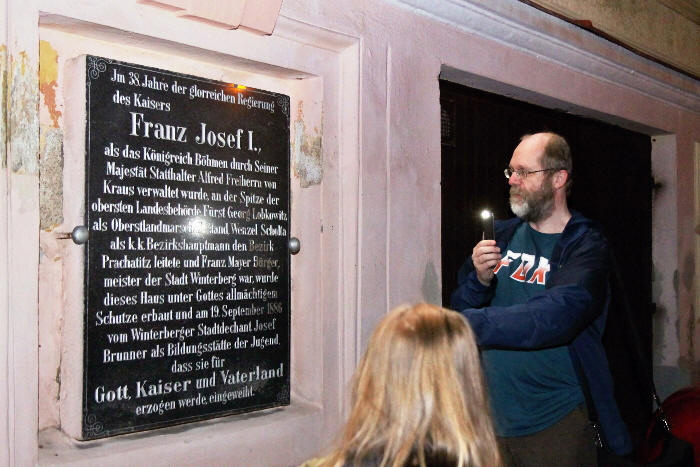 Im 38. Jahre der glorreichen Regierung
des Kaisers
Franz Josef I.,
als das Königreich Böhmen durch Seiner
Majestät Statthalter Alfred Freiherrn von
Kraus verwaltet wurde, an der Spitze der
obersten Landesbehörde Fürst Georg Lobkowitz
als Oberstlandmarschall stand Wenzel
als k.k. Bezirkshauptmann den Bezirk
Prachatitz leitete und Franz Mayer Bürger,
meister der Stadt Winterberg war, wurde
dieses Haus unter Gottes allmächtigem
Schutze erbaut und am 19. September 1886
vom Winterberger Stadtdechant Josef
Brunner als Bildungsstätte der Jugend,
dass sie für
Gott, Kaiser und Vaterland
erzogen werde, eingeweiht.